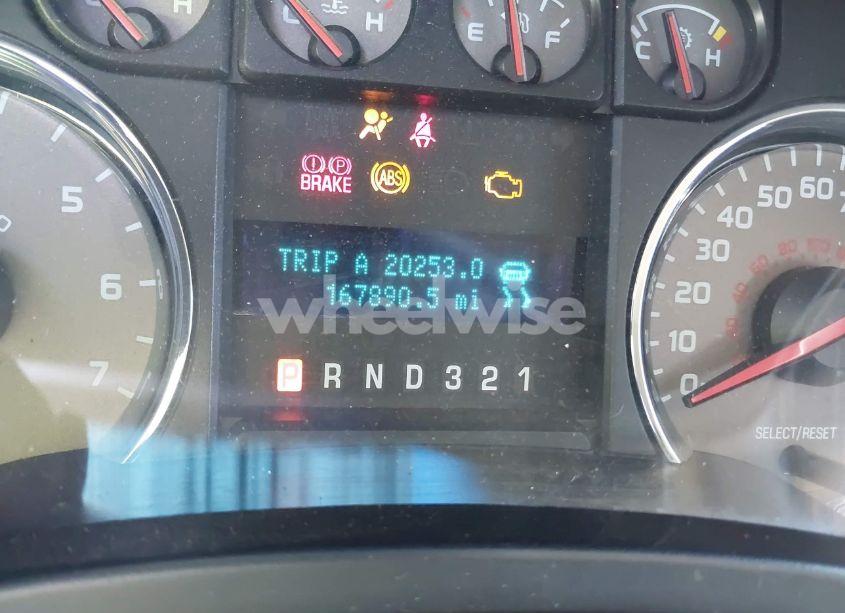 H
C
H
E
F
C
H
BRAKE
ABS
TRIP A 20253.0
167890.5 mi
wheelwise
P R N D 3 2 1
5
6
7
70
60
50
40
30
20
10
0
SELECT/RESET